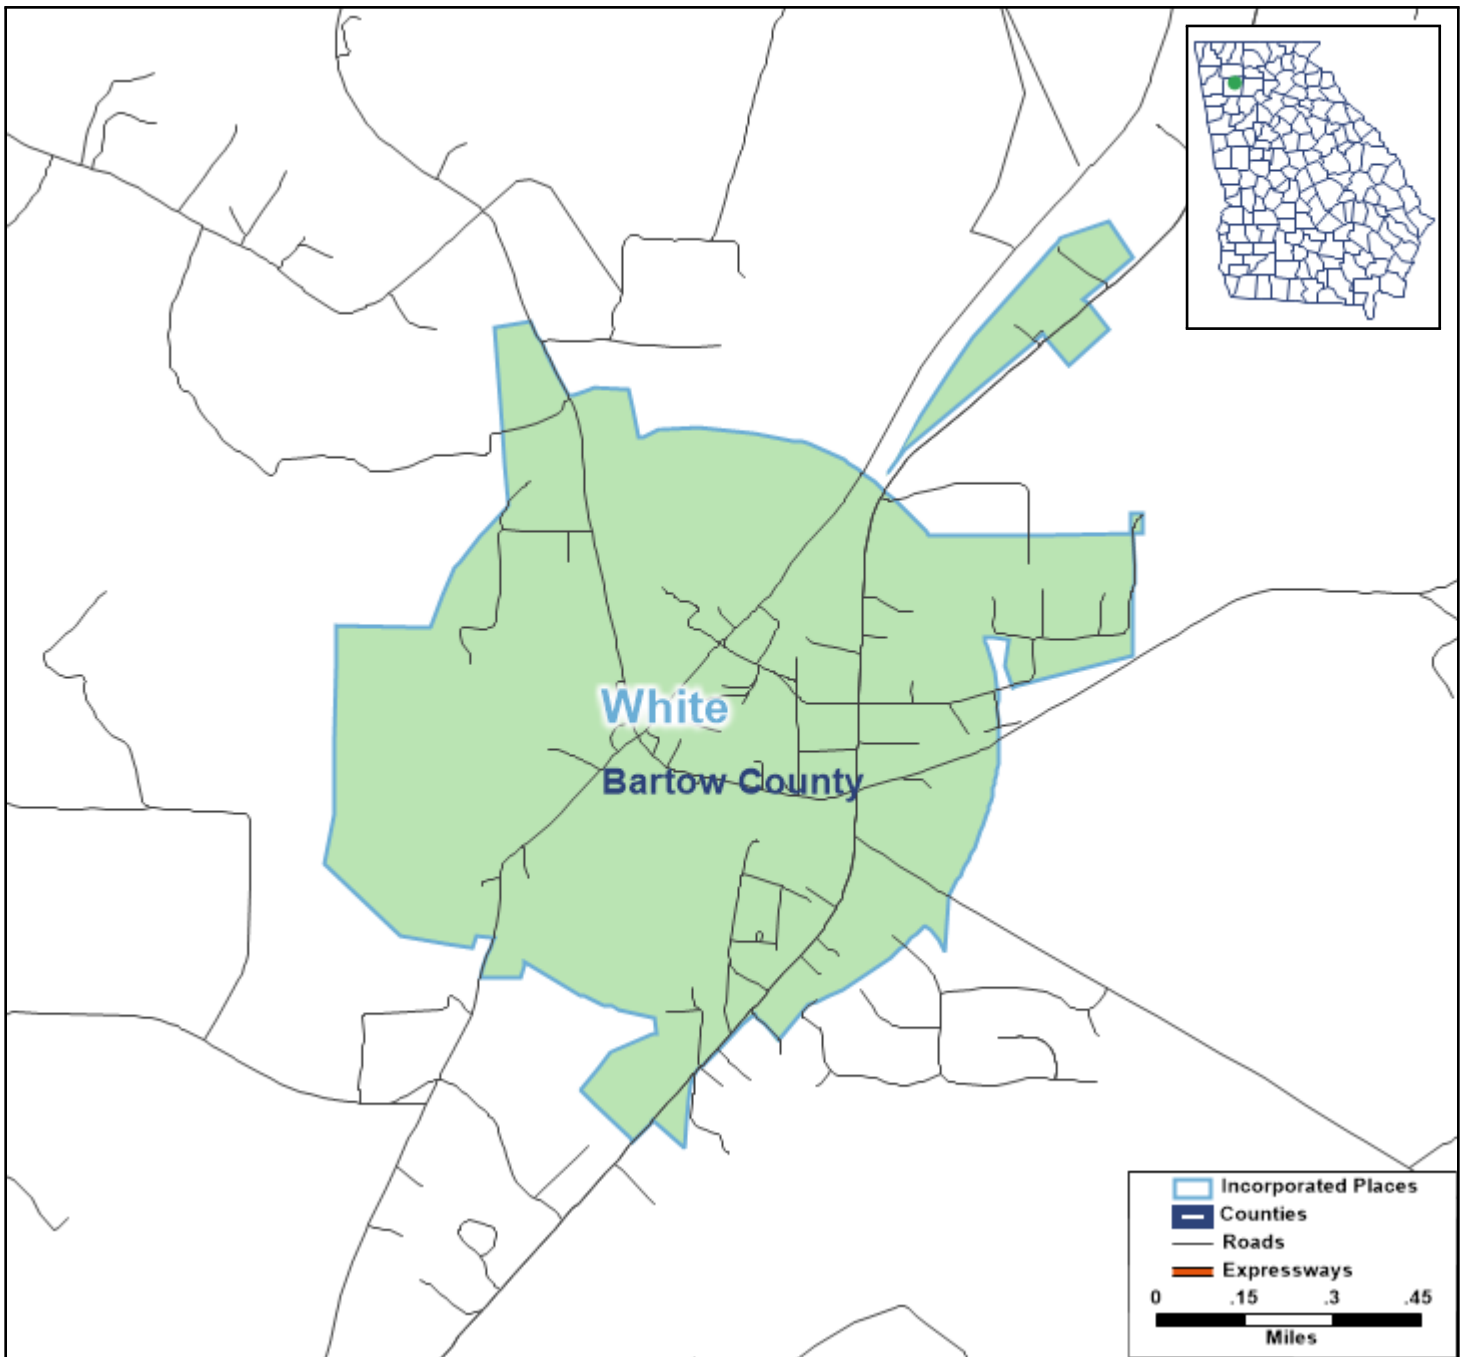 White
Bartow County
Incorporated Places
Counties
Roads
Expressways
0 .15 .3 .45
Miles